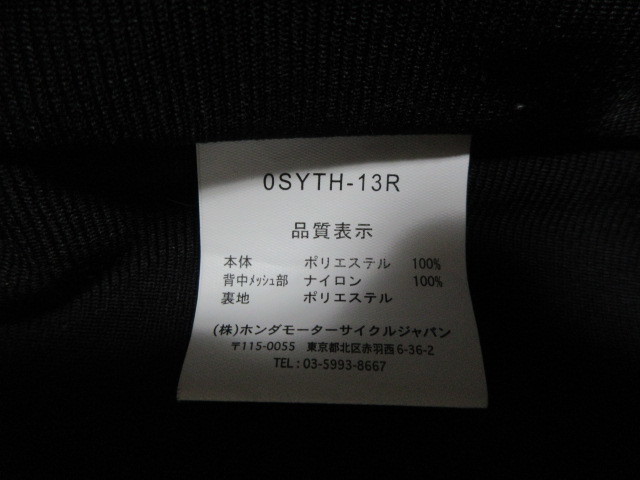 0SYTH-13R
品質表示
本体 ポリエステル 100%
背中メッシュ部 ナイロン 100%
裏地 ポリエステル
(株)ホンダモーターサイクルジャパン
〒115-0055 東京都北区赤羽西6-36-2
TEL : 03-5993-8667